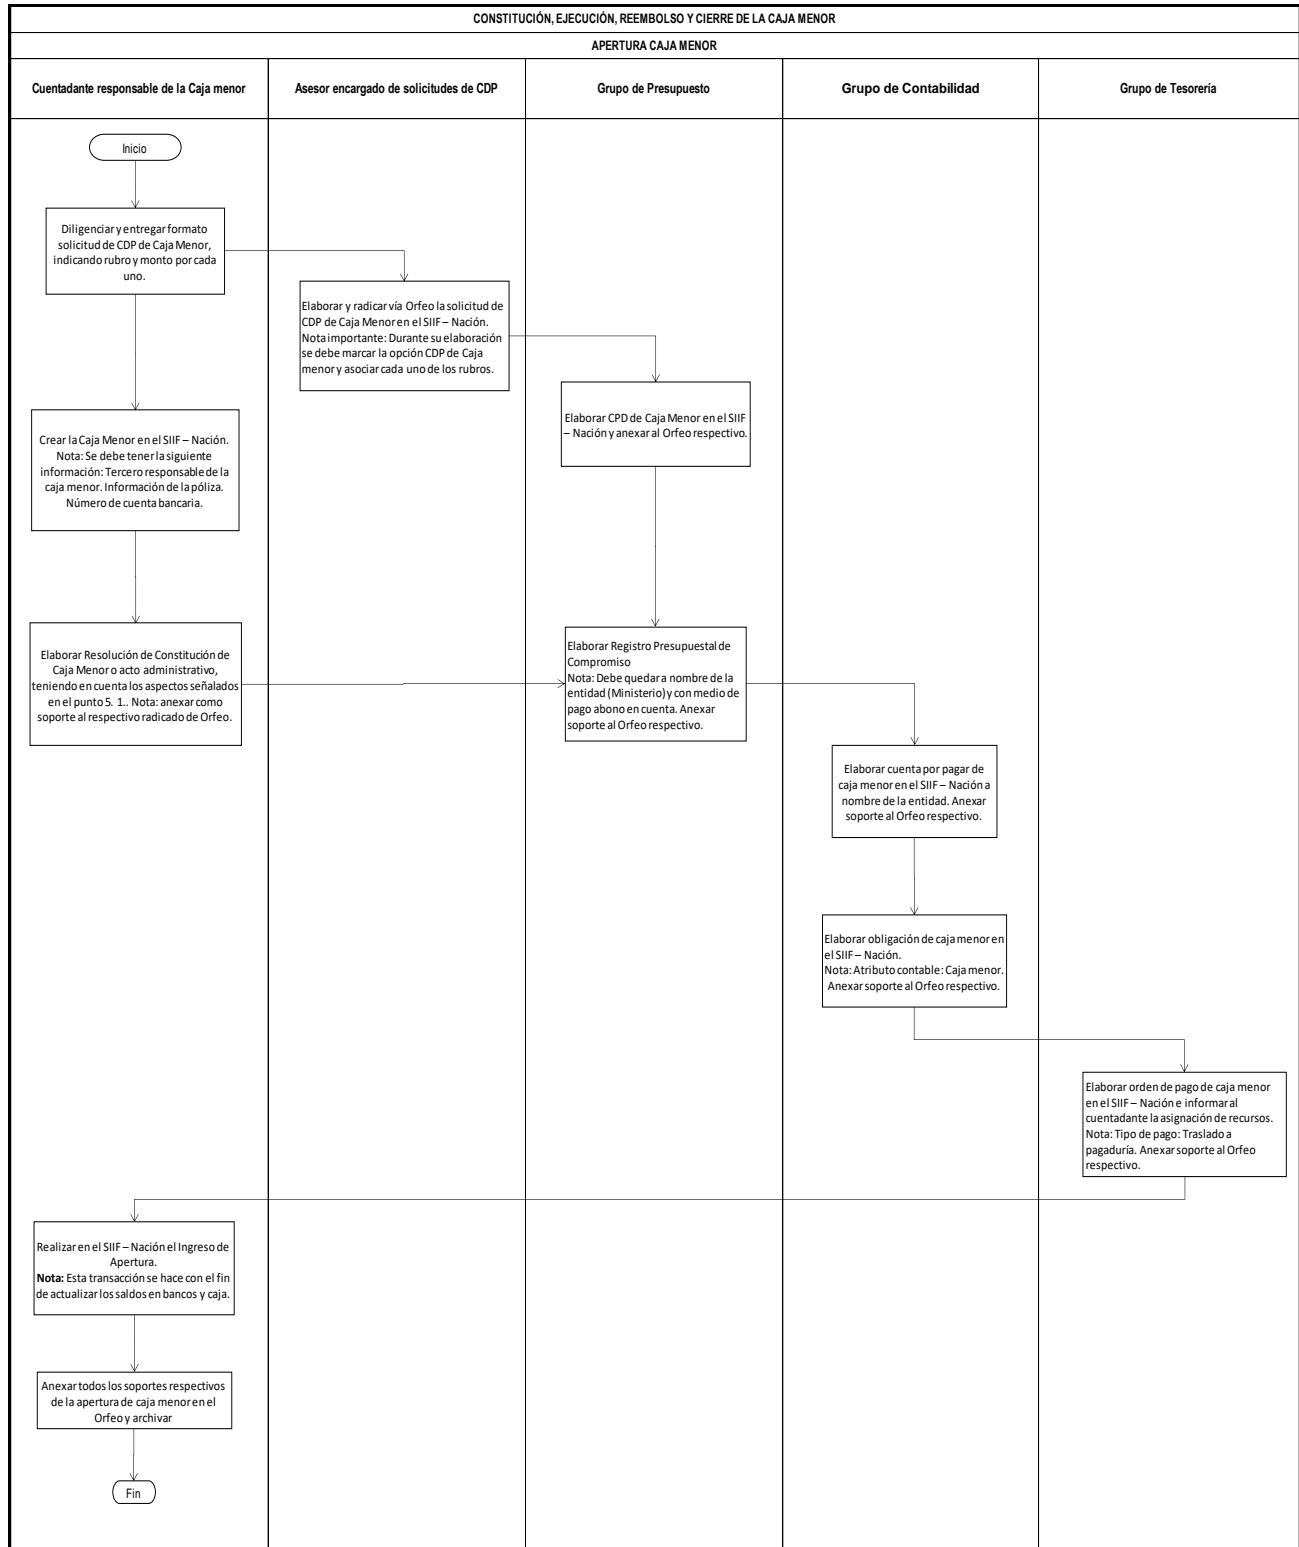 CONSTITUCIÓN, EJECUCIÓN, REEMBOLSO Y CIERRE DE LA CAJA MENOR
APERTURA CAJA MENOR
Cuentadante responsable de la Caja menor
Asesor encargado de solicitudes de CDP
Grupo de Presupuesto
Grupo de Contabilidad
Grupo de Tesorería
Inicio
Diligenciar y entregar formato
solicitud de CDP de Caja Menor,
indicando rubro y monto por cada
uno.
Elaborar y radicar vía Orfeo la solicitud de
CDP de Caja Menor en el SIIF – Nación.
Nota importante: Durante su elaboración
se debe marcar la opción CDP de Caja
menor y asociar cada uno de los rubros.
Elaborar CPD de Caja Menor en el SIIF
– Nación y anexar al Orfeo respectivo.
Crear la Caja Menor en el SIIF – Nación.
Nota: Se debe tener la siguiente
información: Tercero responsable de la
caja menor. Información de la póliza.
Número de cuenta bancaria.
Elaborar Resolución de Constitución de
Caja Menor o acto administrativo,
teniendo en cuenta los aspectos señalados
en el punto 5. 1.. Nota: anexar como
soporte al respectivo radicado de Orfeo.
Elaborar Registro Presupuestal de
Compromiso
Nota: Debe quedar a nombre de la
entidad (Ministerio) y con medio de
pago abono en cuenta. Anexar
soporte al Orfeo respectivo.
Elaborar cuenta por pagar de
caja menor en el SIIF – Nación a
nombre de la entidad. Anexar
soporte al Orfeo respectivo.
Elaborar obligación de caja menor en
el SIIF – Nación.
Nota: Atributo contable: Caja menor.
Anexar soporte al Orfeo respectivo.
Elaborar orden de pago de caja menor
en el SIIF – Nación e informar al
cuentadante la asignación de recursos.
Nota: Tipo de pago: Traslado a
pagaduría. Anexar soporte al Orfeo
respectivo.
Realizar en el SIIF – Nación el Ingreso de
Apertura.
Nota: Esta transacción se hace con el fin
de actualizar los saldos en bancos y caja.
Anexar todos los soportes respectivos
de la apertura de caja menor en el
Orfeo y archivar
Fin